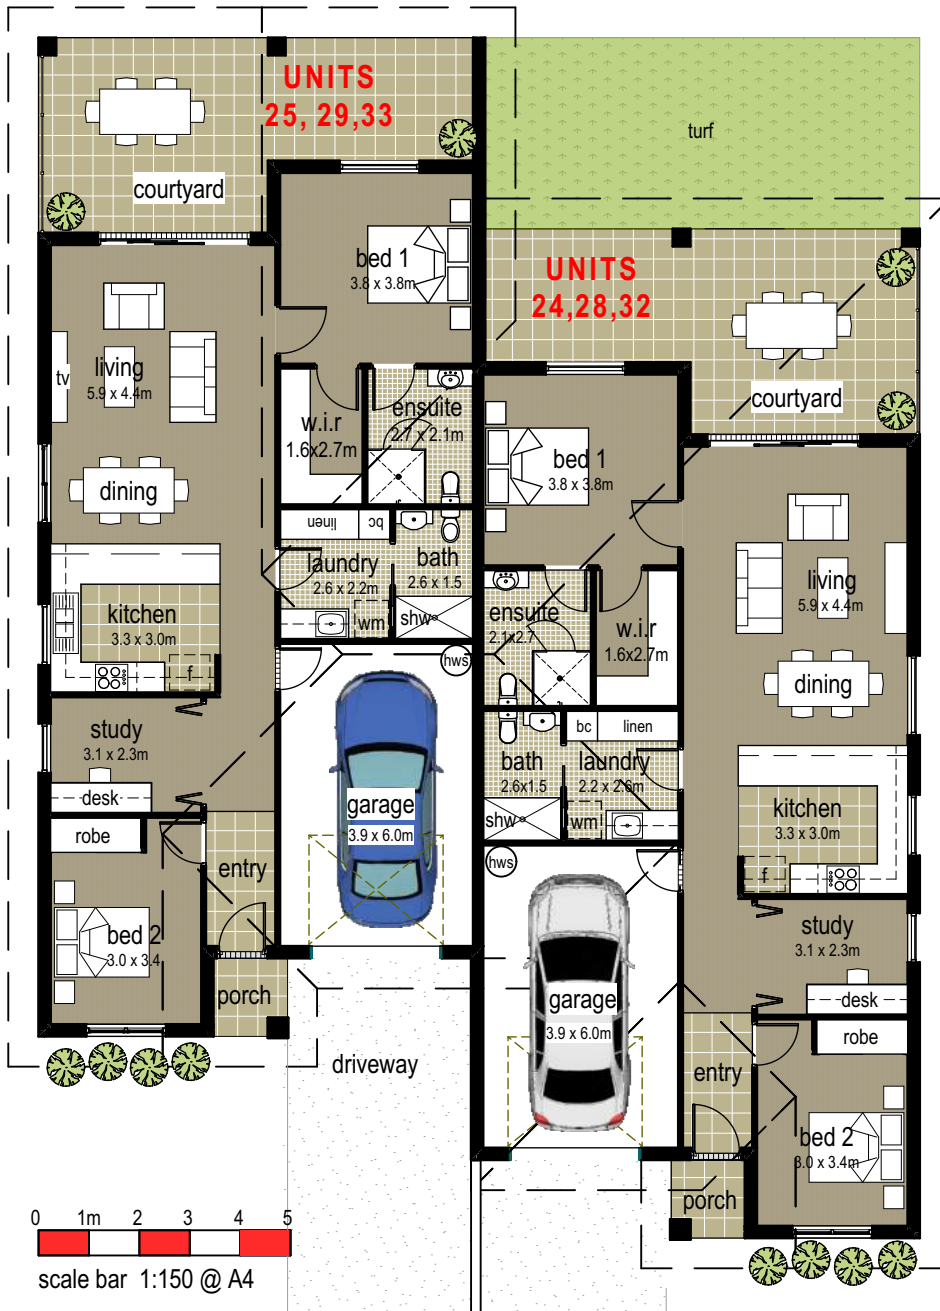 UNITS
25, 29,33
courtyard
bed 1
3.8 x 3.8m
tv
living
5.9 x 4.4m
w.i.r
1.6x2.7m
ensuite
2.7 x 2.1m
dining
linen
bc
laundry
2.6 x 2.2m
bath
2.6 x 1.5
wm
shw
kitchen
3.3 x 3.0m
f
hws
study
3.1 x 2.3m
desk
robe
garage
3.9 x 6.0m
entry
bed 2
3.0 x 3.4
porch
driveway
turf
UNITS
24,28,32
courtyard
bed 1
3.8 x 3.8m
living
5.9 x 4.4m
ensuite
2.1x2.7
w.i.r
1.6x2.7m
dining
bc
linen
bath
2.6x1.5
laundry
2.2 x 2.6m
shw
wm
kitchen
3.3 x 3.0m
f
hws
study
3.1 x 2.3m
desk
robe
garage
3.9 x 6.0m
entry
bed 2
3.0 x 3.4m
porch
0 1m 2 3 4 5
scale bar 1:150 @ A4